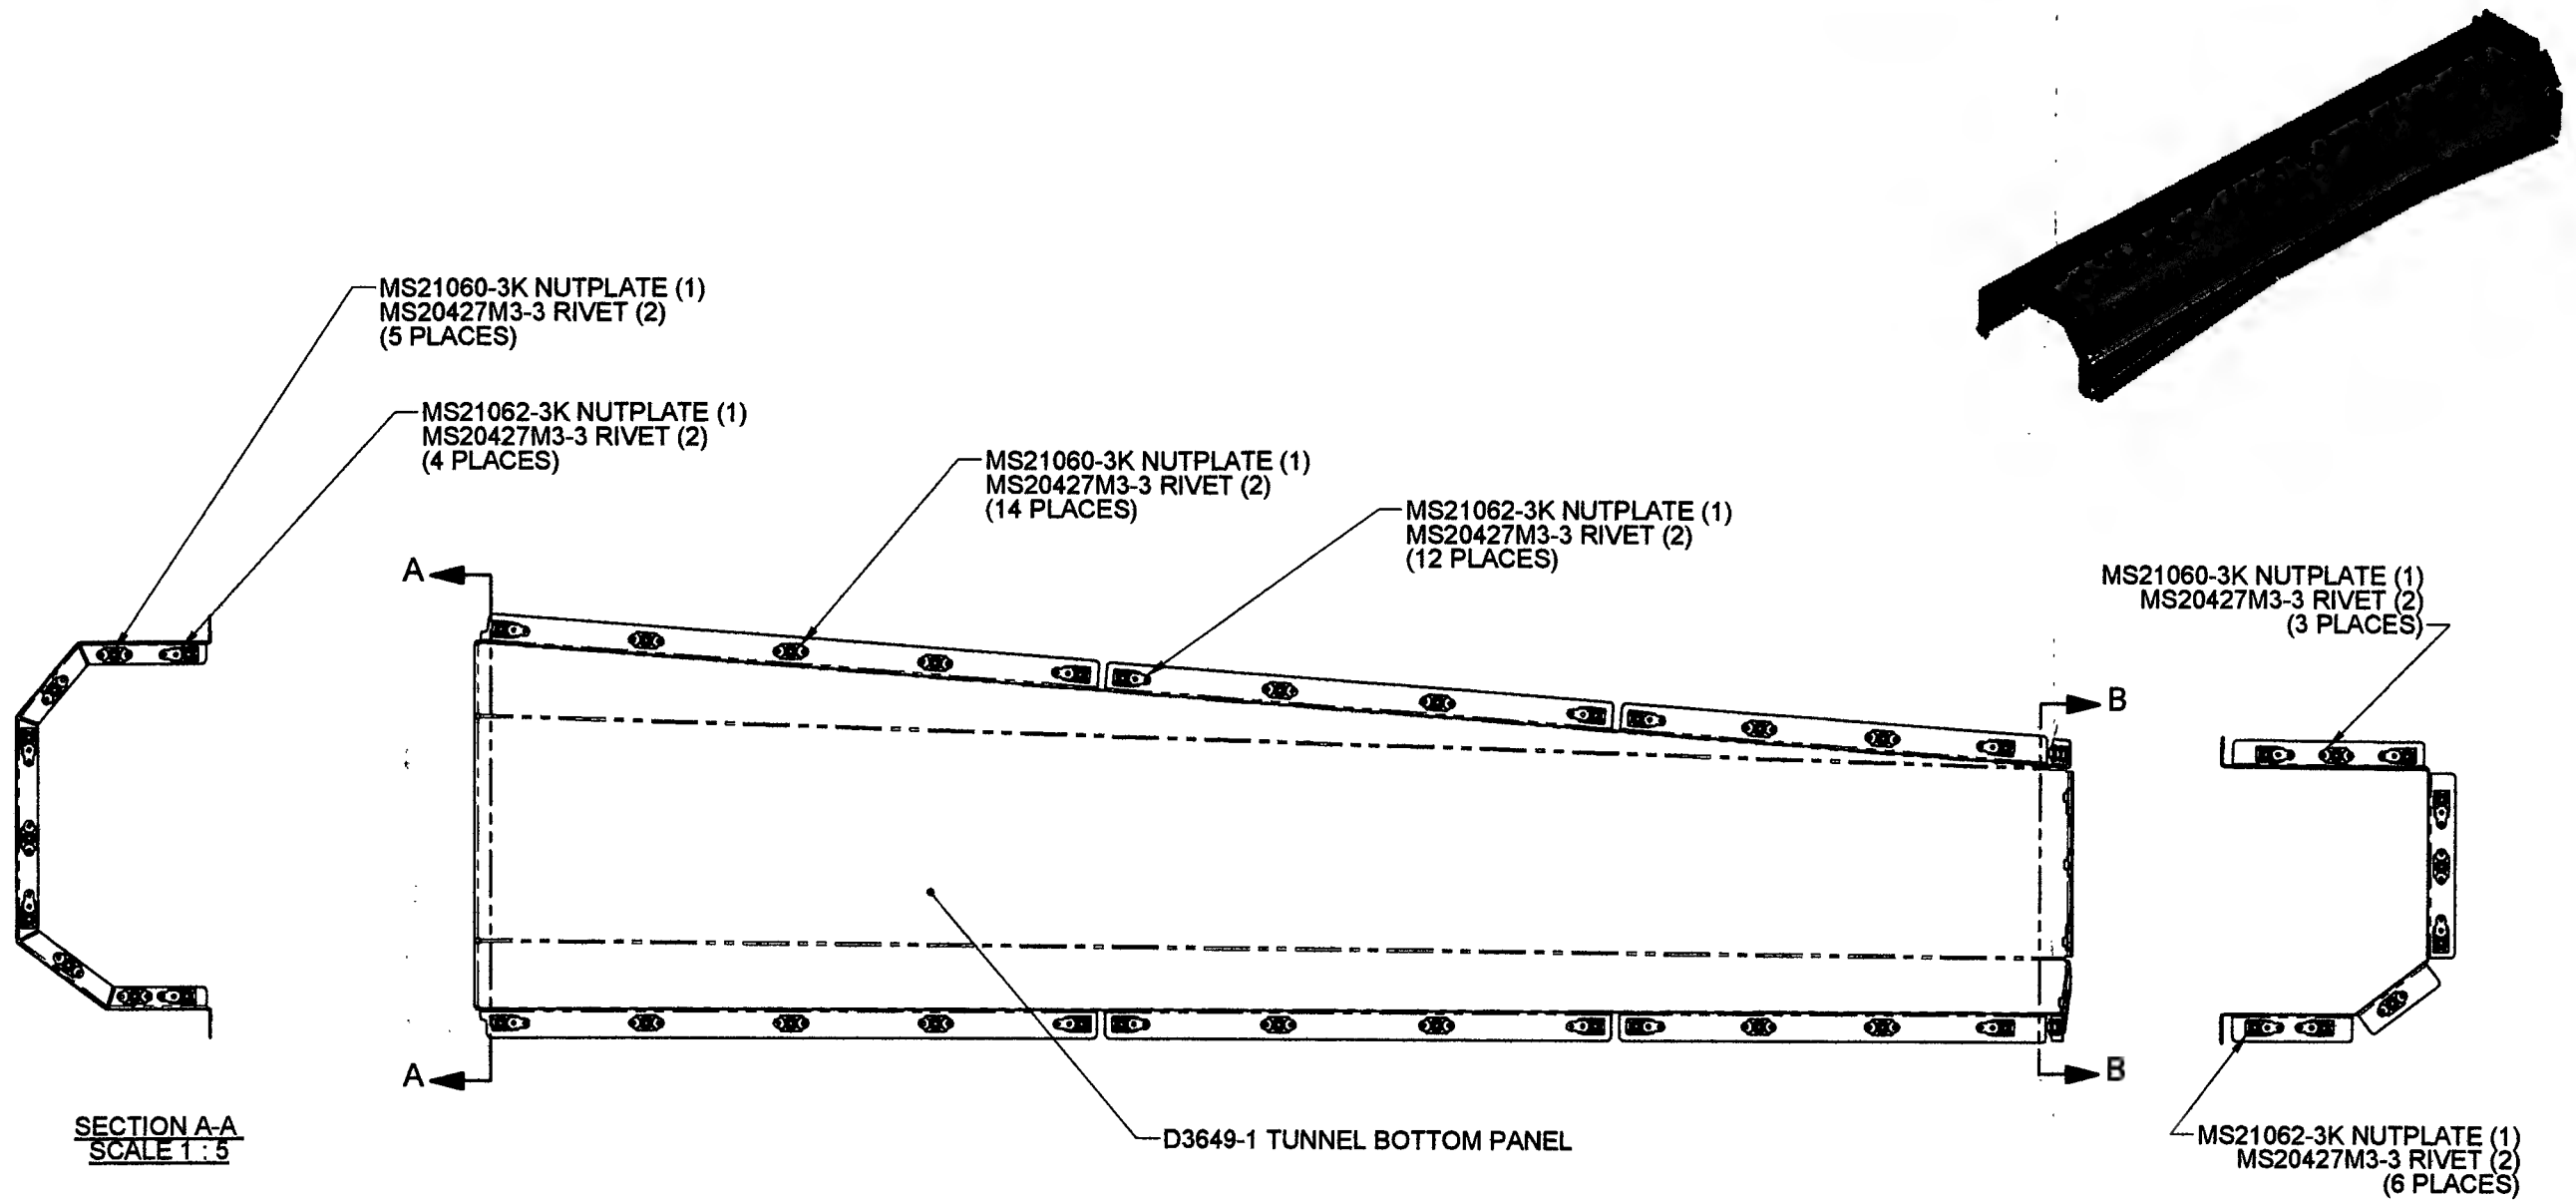 MS21060-3K NUTPLATE (1)
MS20427M3-3 RIVET (2)
(5 PLACES)
MS21062-3K NUTPLATE (1)
MS20427M3-3 RIVET (2)
(4 PLACES)
MS21060-3K NUTPLATE (1)
MS20427M3-3 RIVET (2)
(14 PLACES)
MS21062-3K NUTPLATE (1)
MS20427M3-3 RIVET (2)
(12 PLACES)
MS21060-3K NUTPLATE (1)
MS20427M3-3 RIVET (2)
(3 PLACES)
A
B
A
B
SECTION A-A
SCALE 1 : 5
D3649-1 TUNNEL BOTTOM PANEL
MS21062-3K NUTPLATE (1)
MS20427M3-3 RIVET (2)
(6 PLACES)